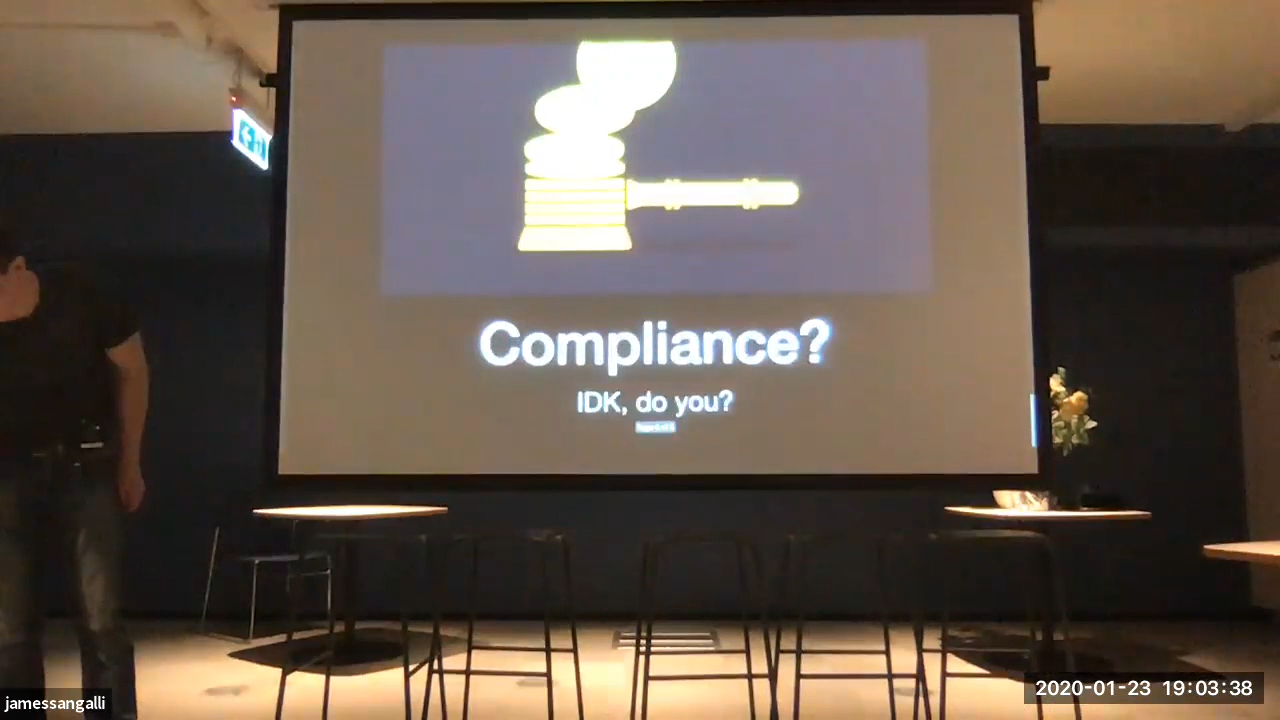 Compliance?
IDK, do you?
jamessangalli
2020-01-23 19:03:38